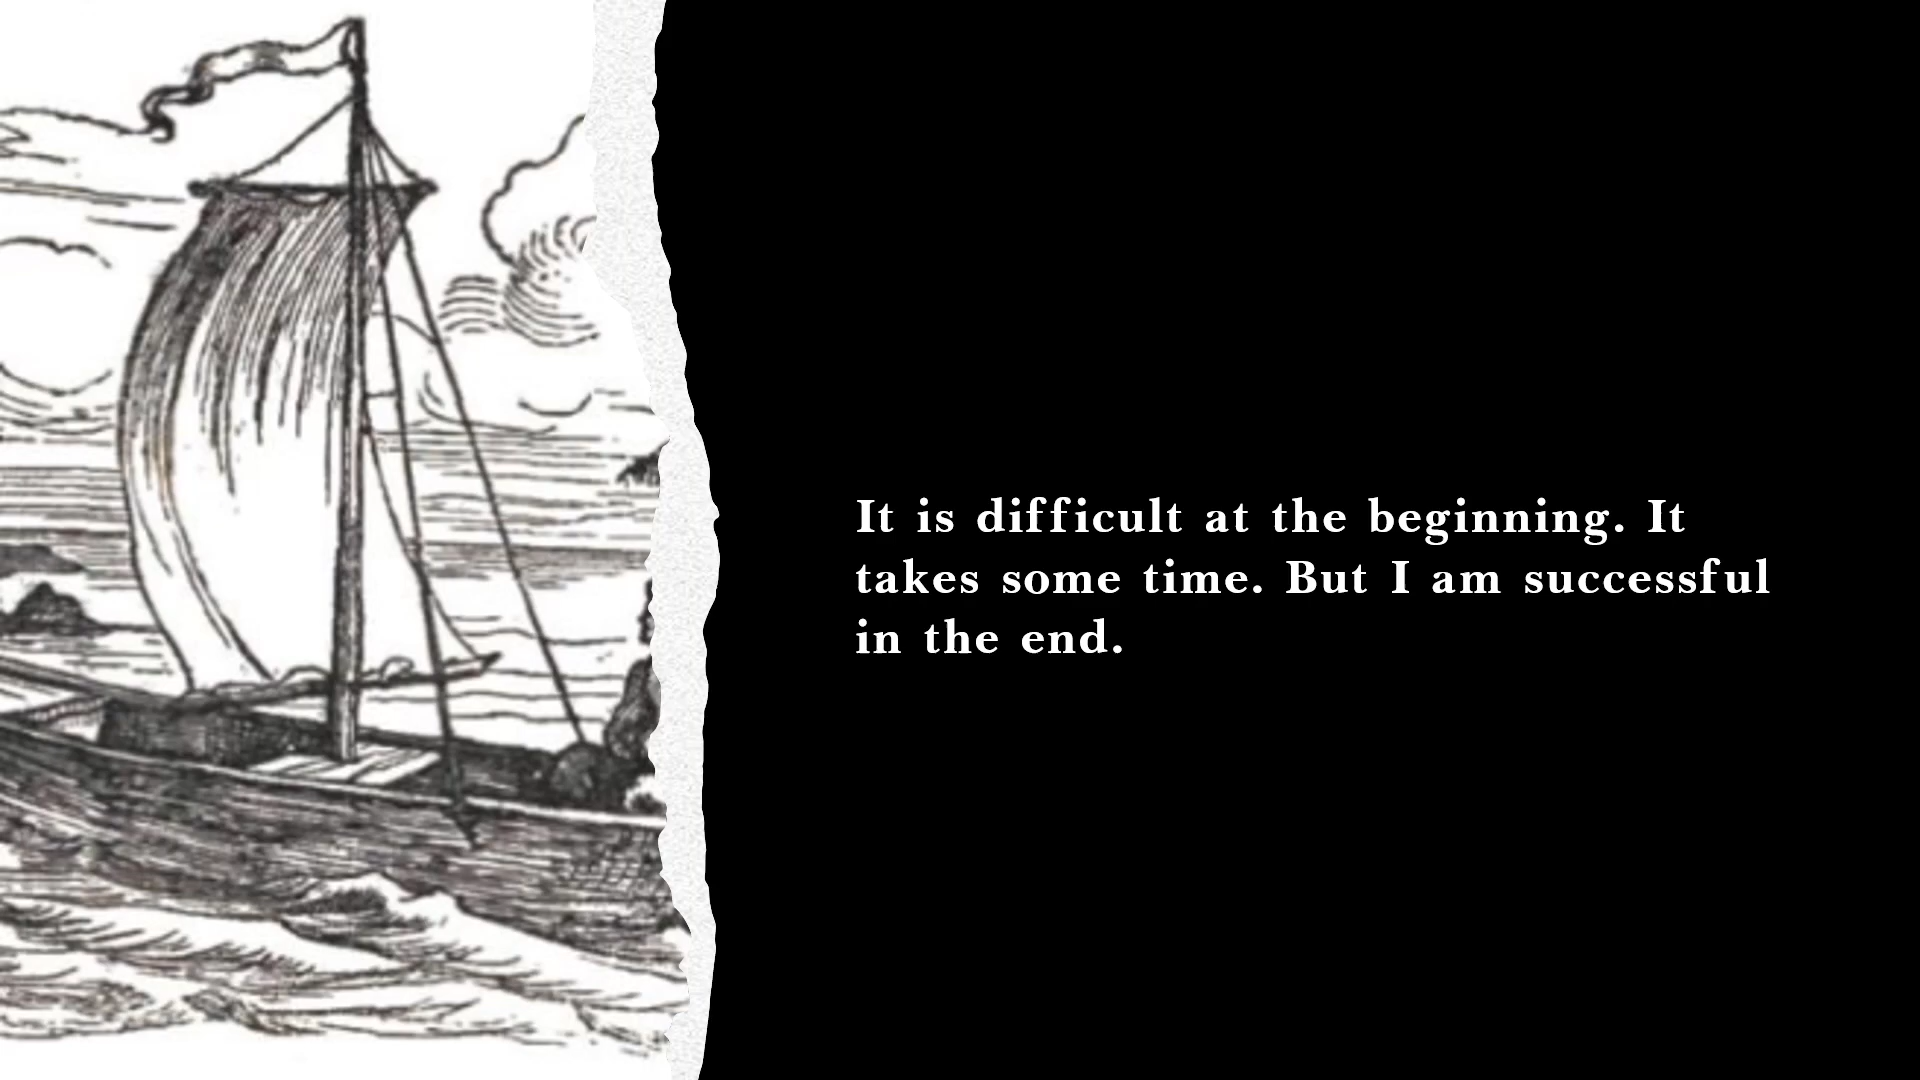 It is difficult at the beginning. It
takes some time. But I am successful
in the end.